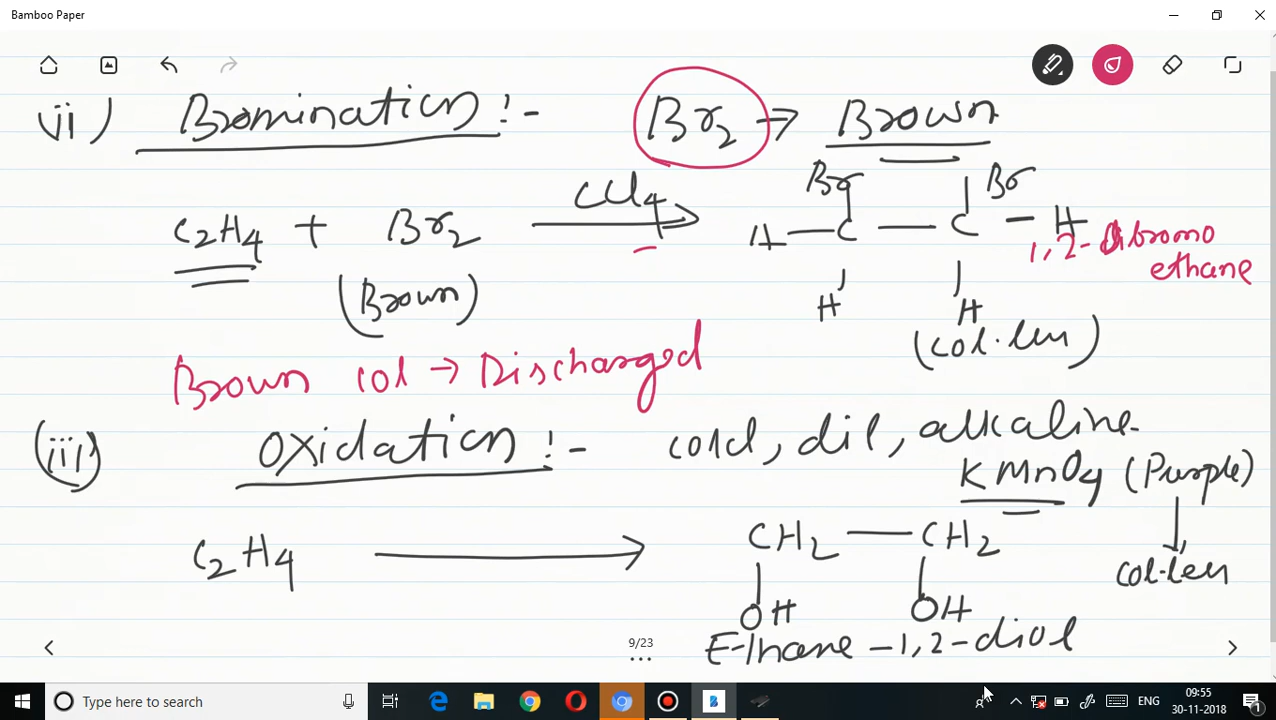 Bamboo Paper
vii) Bromination :- Br2 → Brown
C2H4 + Br2 CCl4 → Br Br
H — C — C — H
H H
1,2-dibromo
ethane
(Brown)
(col.less)
Brown col → Discharged
(iii) Oxidation :- cold, dil, alkaline
KMnO4 (Purple)
C2H4 → CH2 — CH2
OH OH
col.less
Ethane -1,2-diol
9/23
Type here to search
ENG
09:55
30-11-2018
1